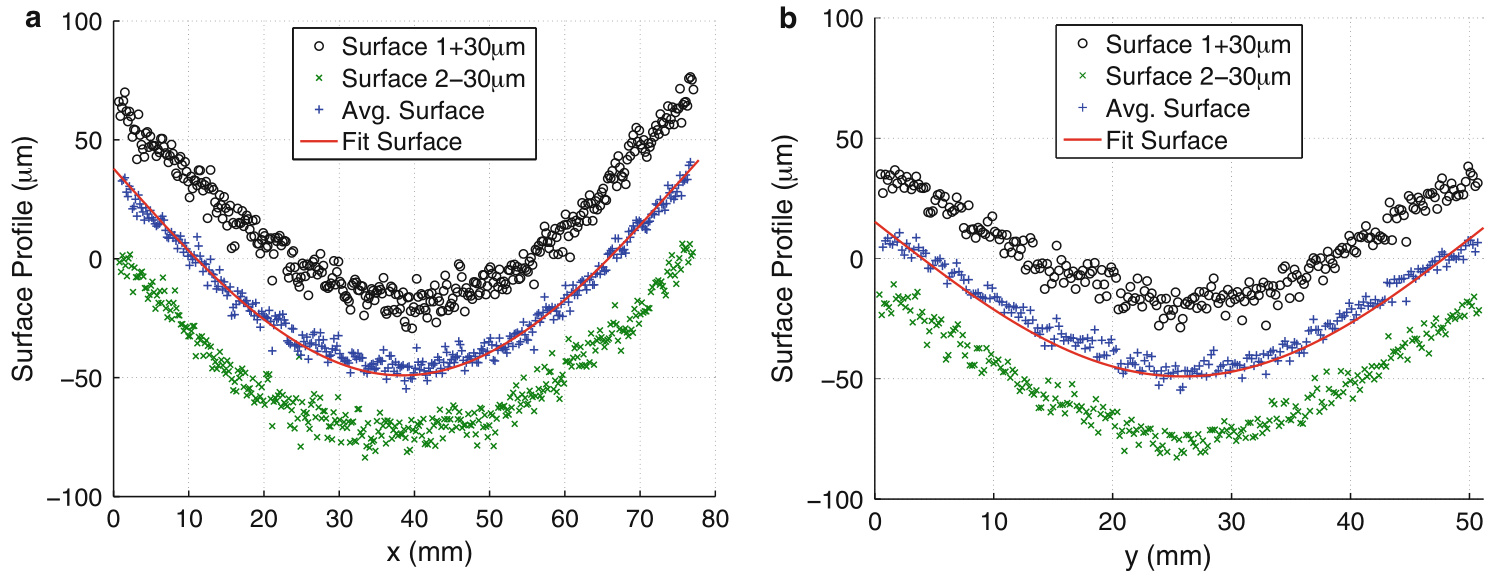 a
Surface Profile (μm)
100
50
0
−50
−100
Surface 1+30μm
Surface 2−30μm
Avg. Surface
Fit Surface
0 10 20 30 40 50 60 70 80
x (mm)
b
Surface Profile (μm)
100
50
0
−50
−100
Surface 1+30μm
Surface 2−30μm
Avg. Surface
Fit Surface
0 10 20 30 40 50
y (mm)